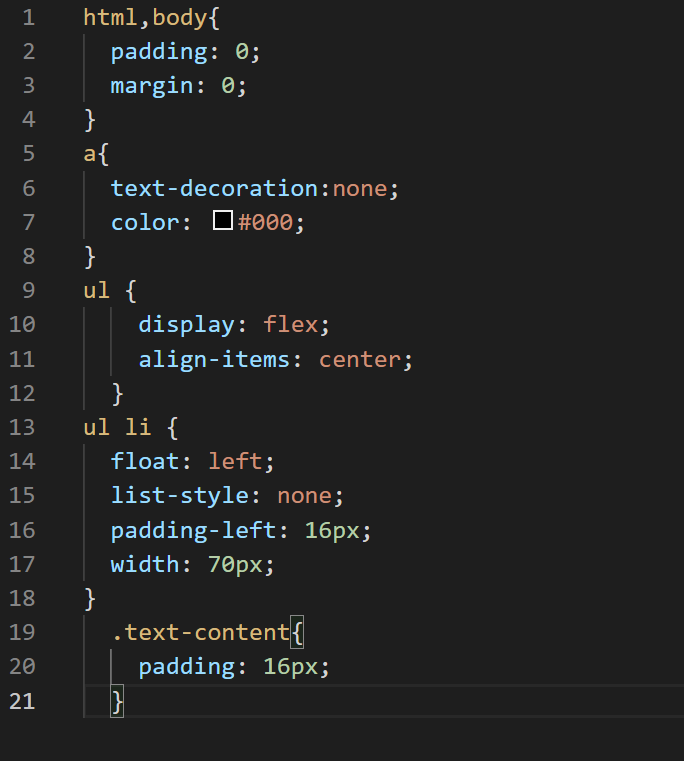 1 html,body{
2   padding: 0;
3   margin: 0;
4 }
5 a{
6   text-decoration:none;
7   color: #000;
8 }
9 ul {
10     display: flex;
11     align-items: center;
12   }
13 ul li {
14   float: left;
15   list-style: none;
16   padding-left: 16px;
17   width: 70px;
18 }
19   .text-content{
20     padding: 16px;
21   }